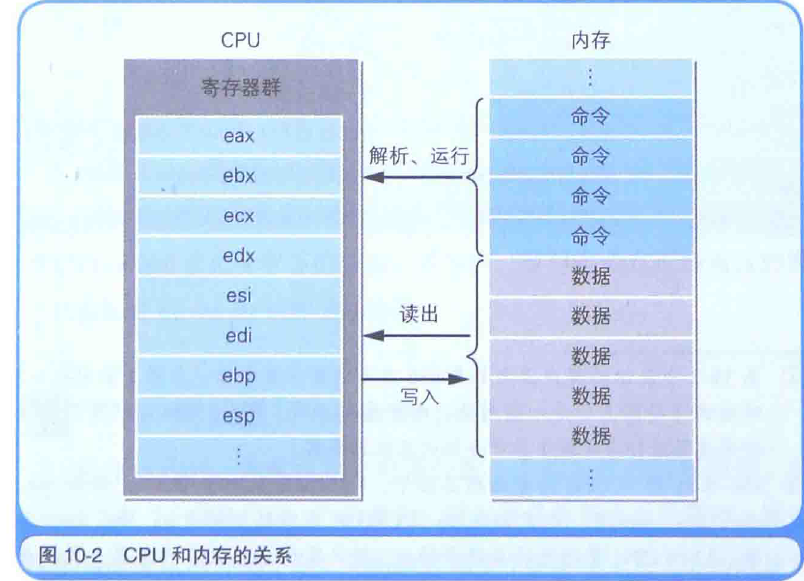 CPU
寄存器群
eax
ebx
ecx
edx
esi
edi
ebp
esp
⋮
解析、运行
读出
写入
内存
⋮
命令
命令
命令
命令
数据
数据
数据
数据
数据
⋮
图 10-2 CPU 和内存的关系